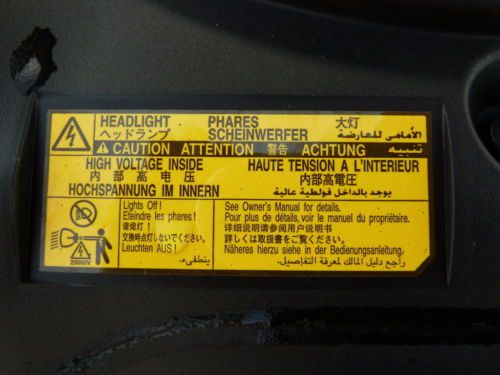 HEADLIGHT PHARES 大灯
ヘッドランプ SCHEINWERFER الأمامي للعارضة
CAUTION ATTENTION 警告 ACHTUNG تنبيه
HIGH VOLTAGE INSIDE HAUTE TENSION A L'INTERIEUR
内部高电压 内部高電圧
HOCHSPANNUNG IM INNERN يوجد بالداخل فولطية عالية
Lights Off!
Eteindre les phares!
请熄灯!
交換時点灯しないでください。
Leuchten AUS!
ينطفىء.
20000V
See Owner's Manual for details.
Pour plus de détails, voir le manuel du propriétaire.
详细说明请参阅用户说明书
詳しくは取扱書をご覧ください。
Näheres hierzu siehe in der Bedienungsanleitung.
راجع دليل المالك لمعرفة التفاصيل.